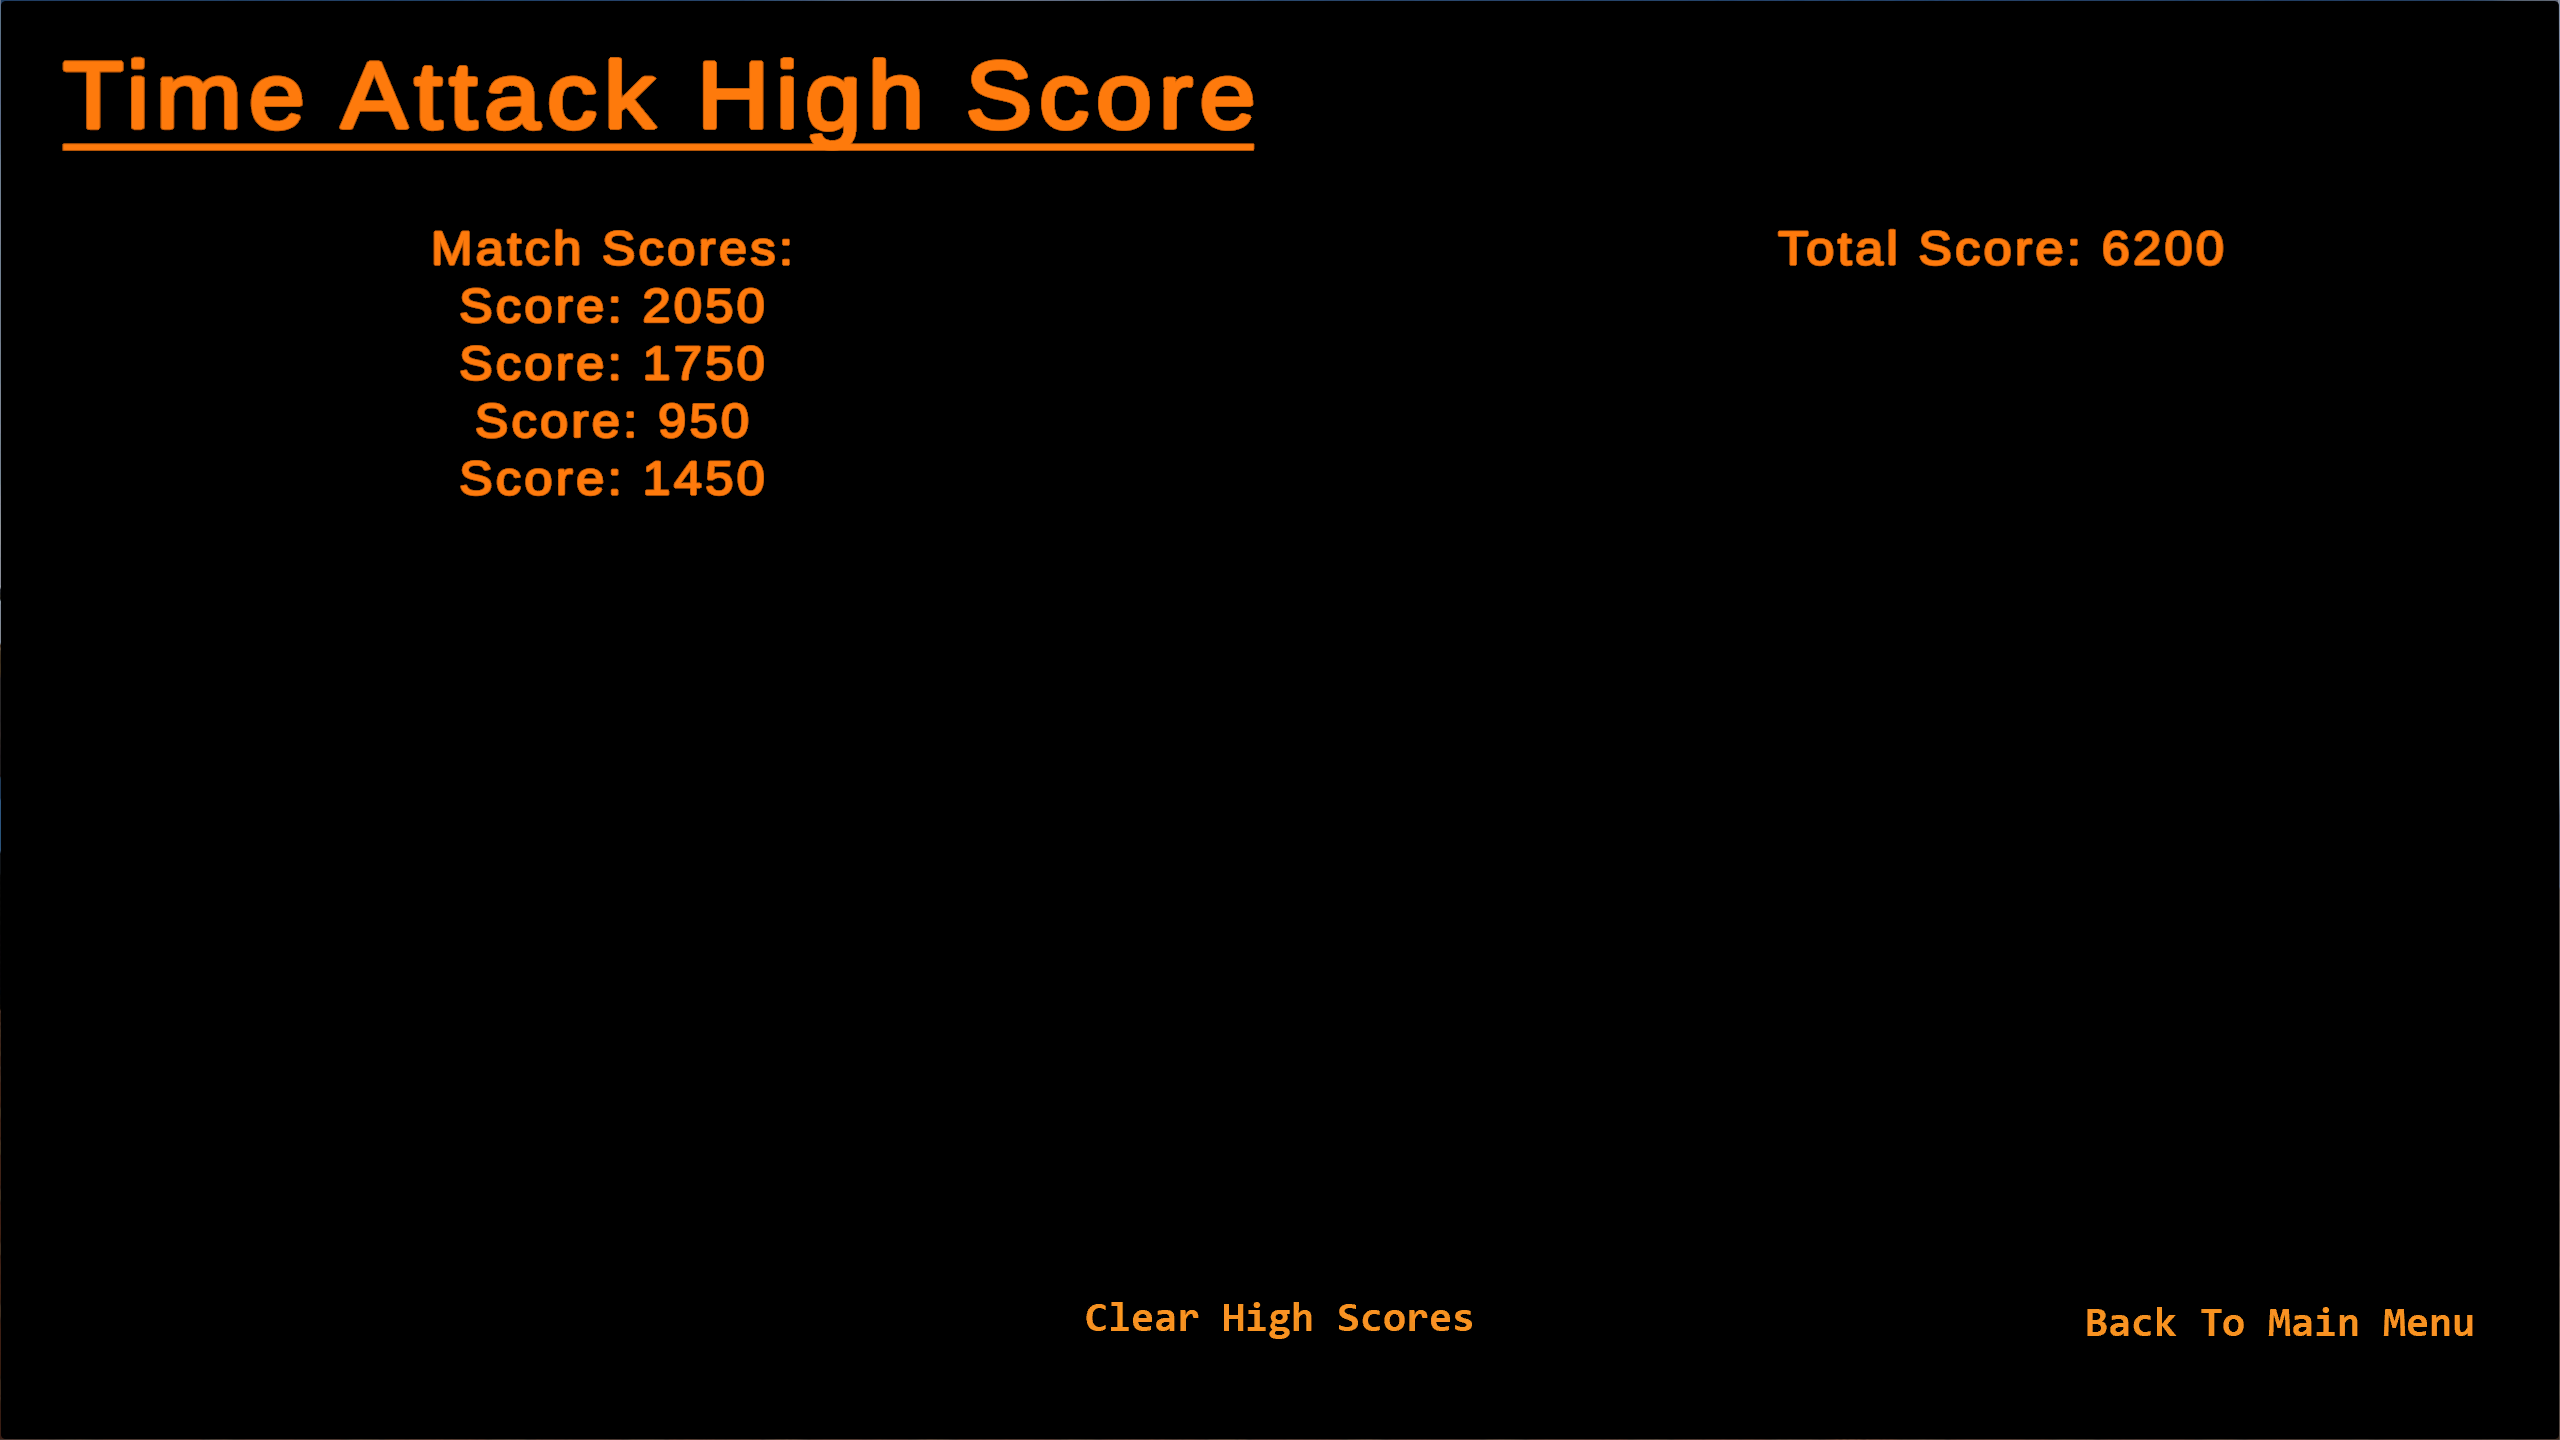 Time Attack High Score
Match Scores:
Score: 2050
Score: 1750
Score: 950
Score: 1450
Total Score: 6200
Clear High Scores
Back To Main Menu